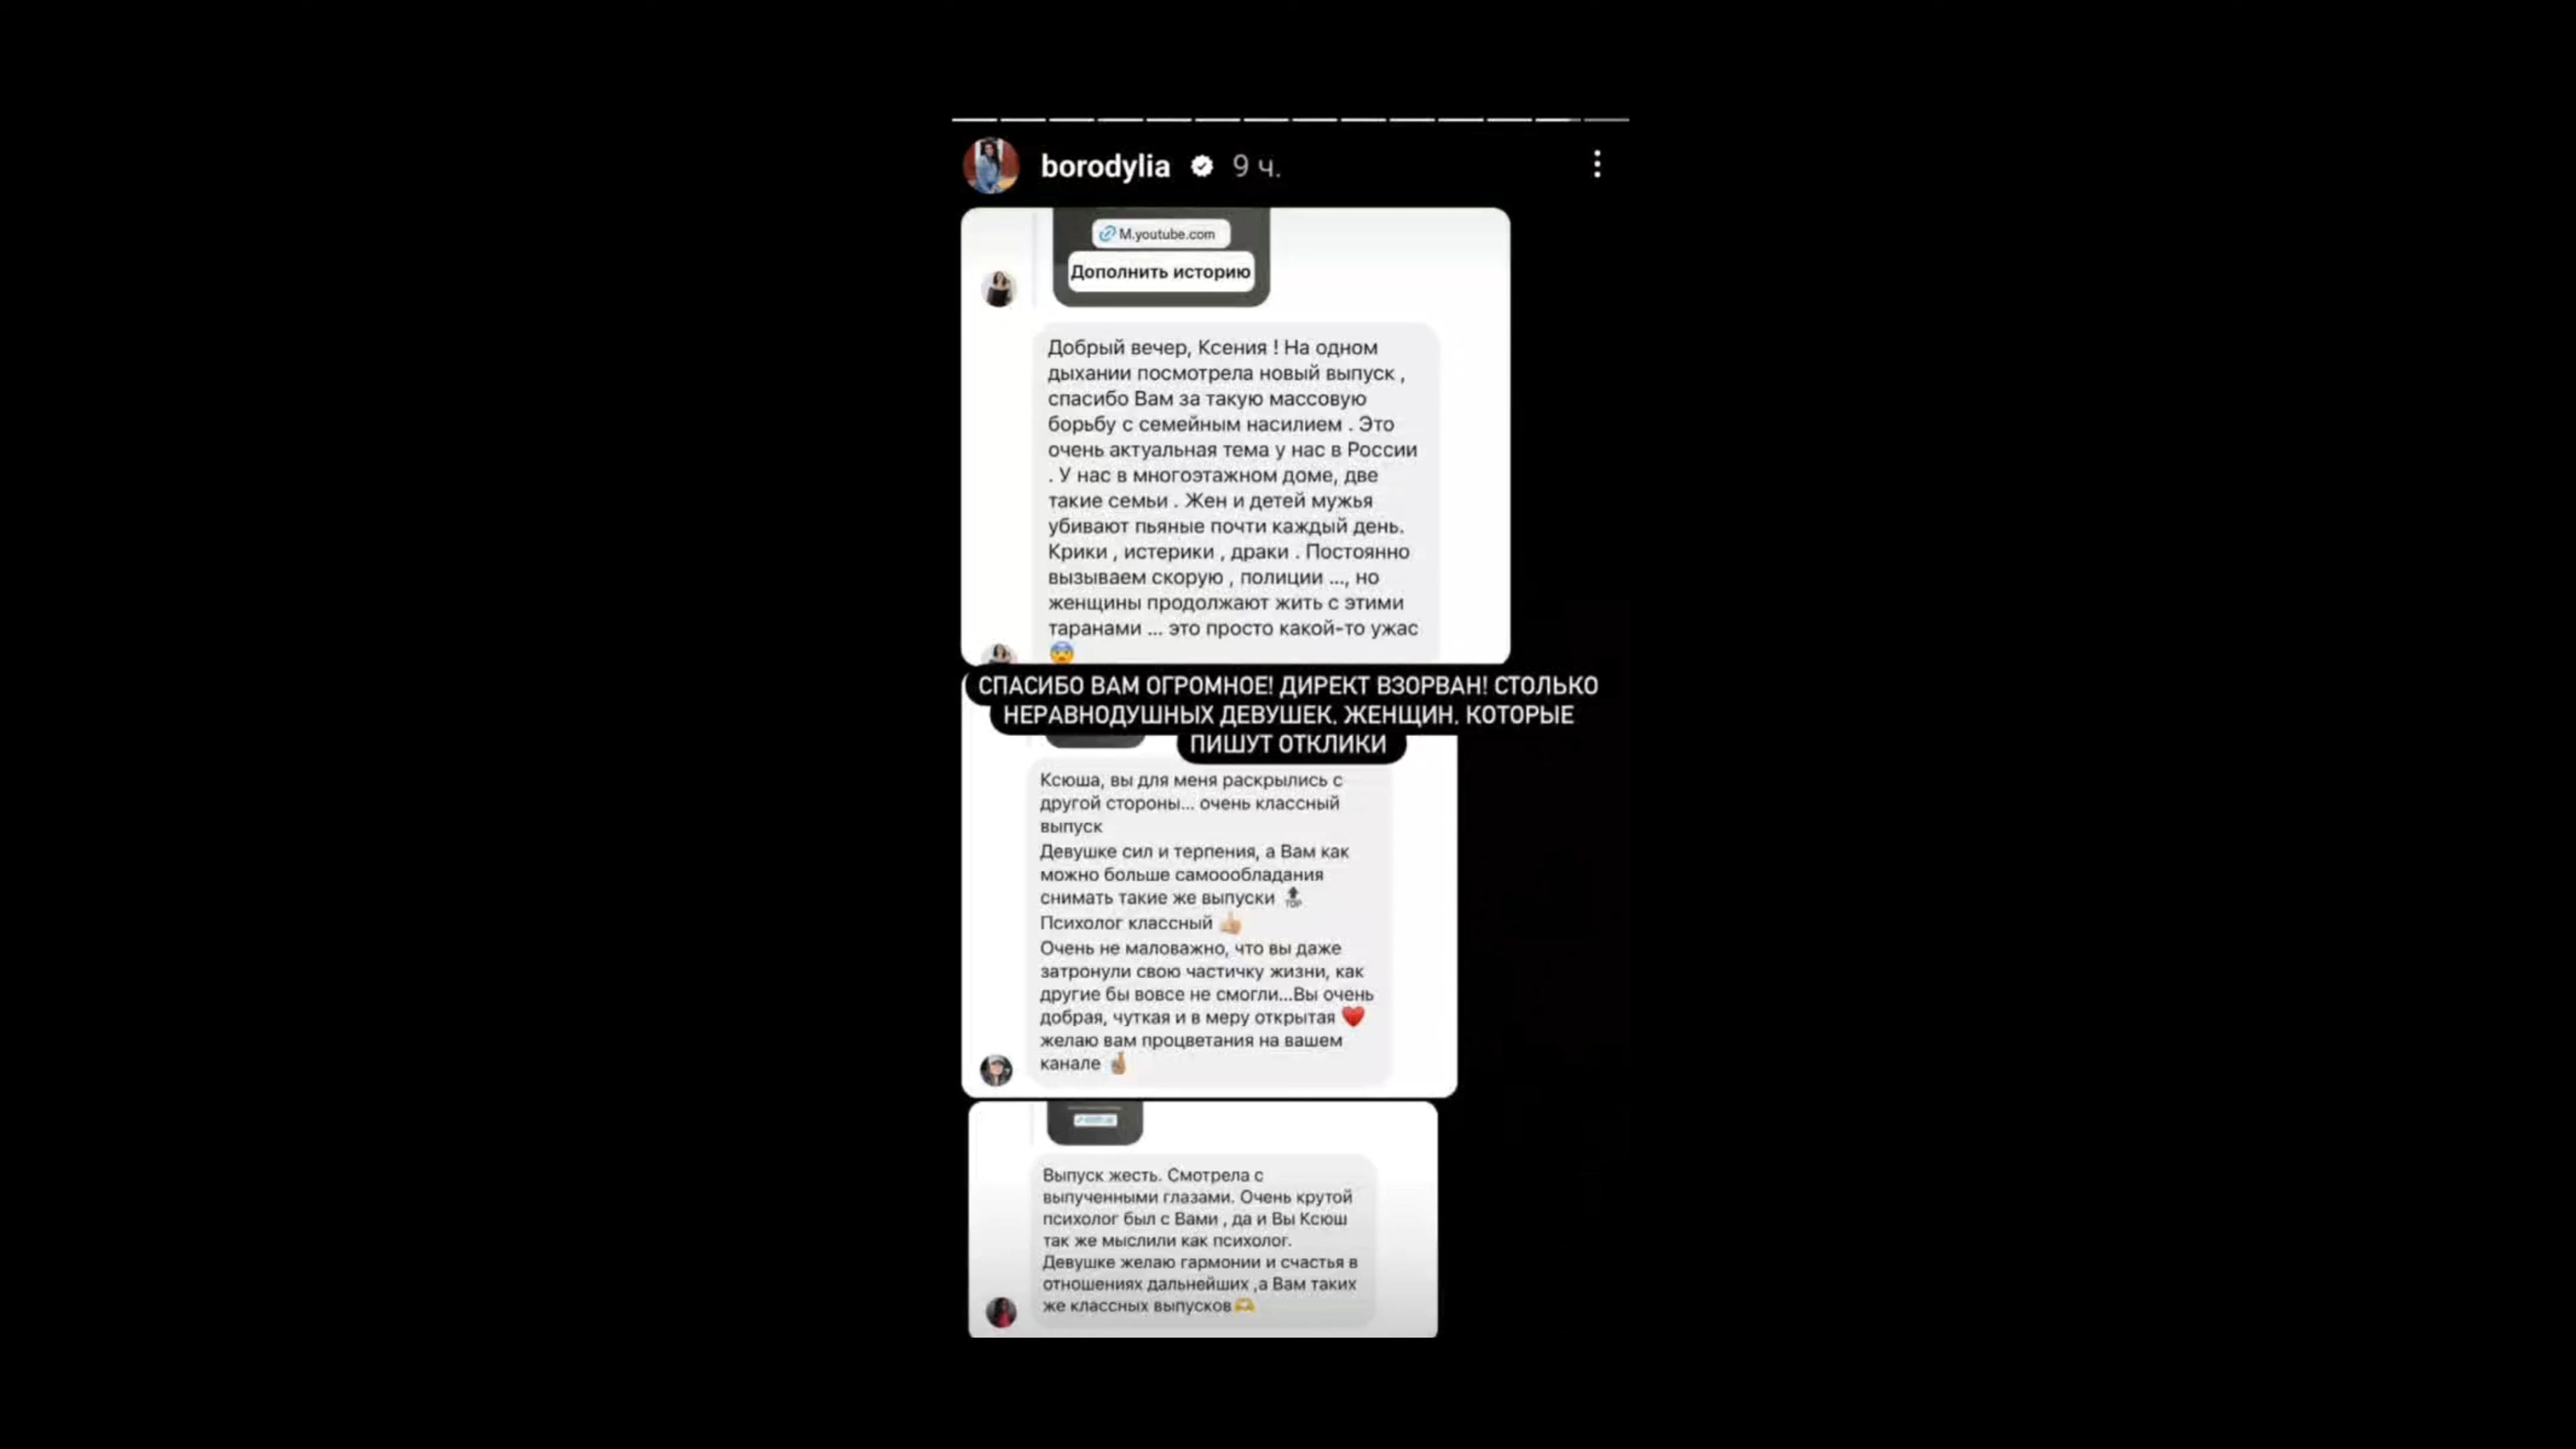 borodylia 9 ч.
M.youtube.com
Дополнить историю
Добрый вечер, Ксения ! На одном
дыхании посмотрела новый выпуск ,
спасибо Вам за такую массовую
борьбу с семейным насилием . Это
очень актуальная тема у нас в России
. У нас в многоэтажном доме, две
такие семьи . Жен и детей мужья
убивают пьяные почти каждый день.
Крики , истерики , драки . Постоянно
вызываем скорую , полиции ..., но
женщины продолжают жить с этими
таранами ... это просто какой-то ужас
😨
СПАСИБО ВАМ ОГРОМНОЕ! ДИРЕКТ ВЗОРВАН! СТОЛЬКО
НЕРАВНОДУШНЫХ ДЕВУШЕК, ЖЕНЩИН, КОТОРЫЕ
ПИШУТ ОТКЛИКИ
Ксюша, вы для меня раскрылись с
другой стороны... очень классный
выпуск
Девушке сил и терпения, а Вам как
можно больше самоообладания
снимать такие же выпуски 🔝
Психолог классный 👍🏼
Очень не маловажно, что вы даже
затронули свою частичку жизни, как
другие бы вовсе не смогли...Вы очень
добрая, чуткая и в меру открытая ❤️
желаю вам процветания на вашем
канале 🤞🏽
Выпуск жесть. Смотрела с
выпученными глазами. Очень крутой
психолог был с Вами , да и Вы Ксюш
так же мыслили как психолог.
Девушке желаю гармонии и счастья в
отношениях дальнейших ,а Вам таких
же классных выпусков🫶